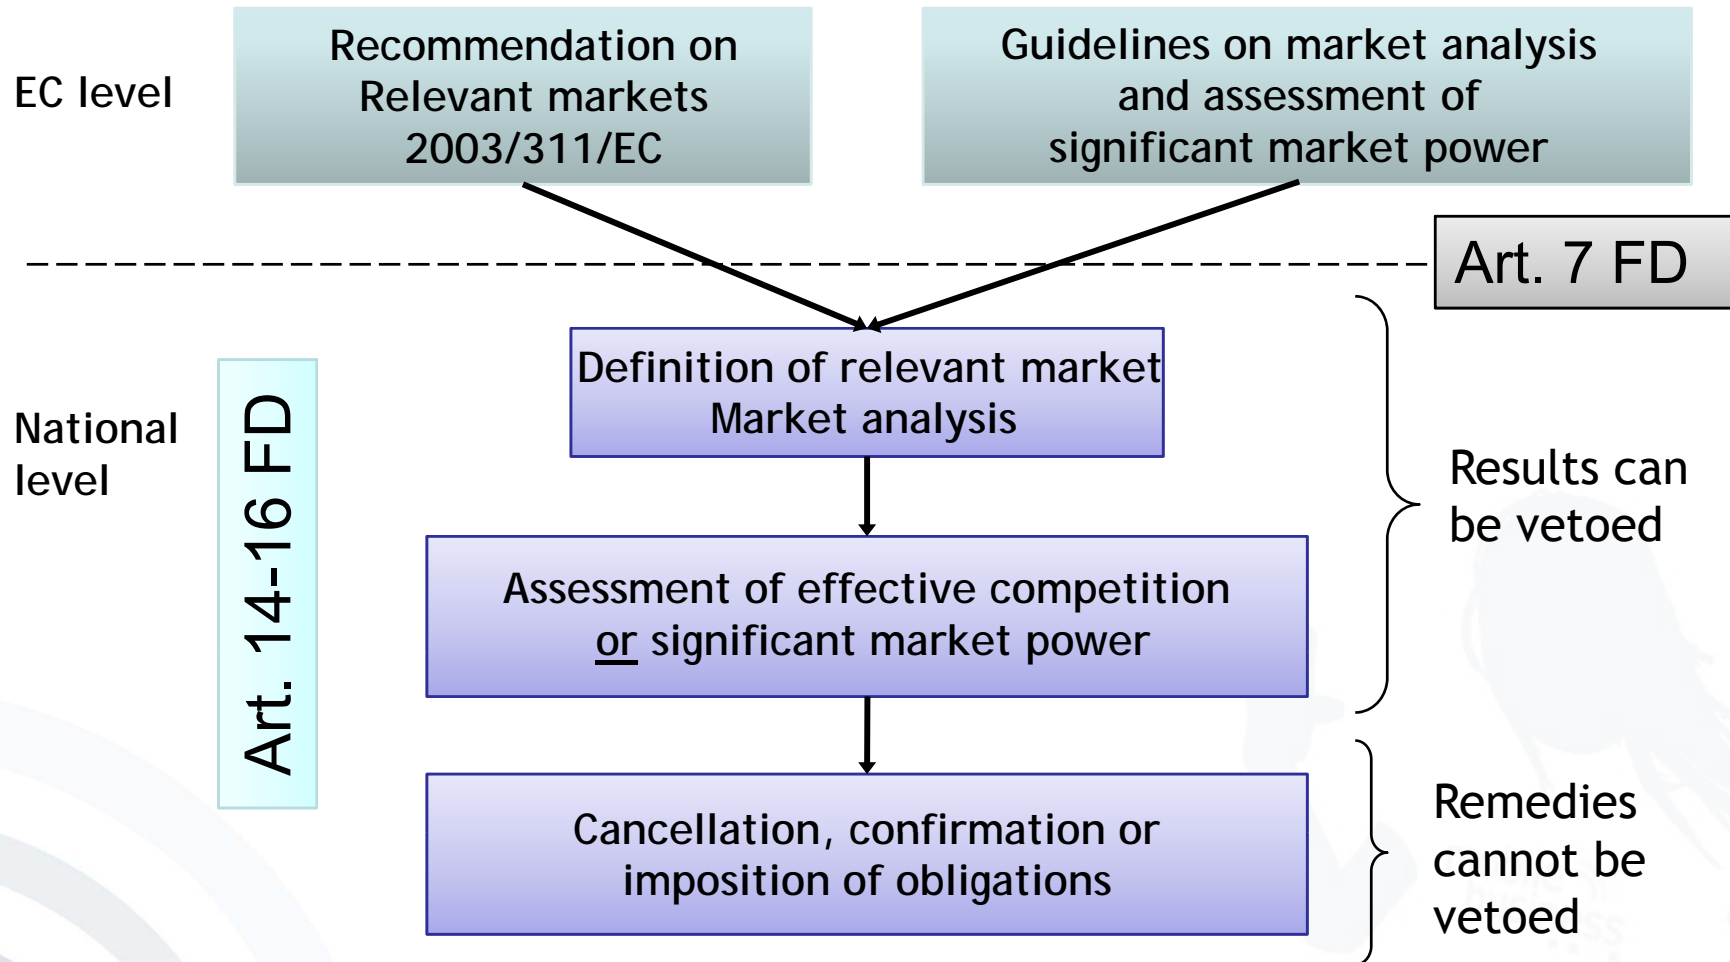 EC level
Recommendation on
Relevant markets
2003/311/EC
Guidelines on market analysis
and assessment of
significant market power
Art. 7 FD
National
level
Art. 14-16 FD
Definition of relevant market
Market analysis
Assessment of effective competition
or significant market power
Cancellation, confirmation or
imposition of obligations
Results can
be vetoed
Remedies
cannot be
vetoed